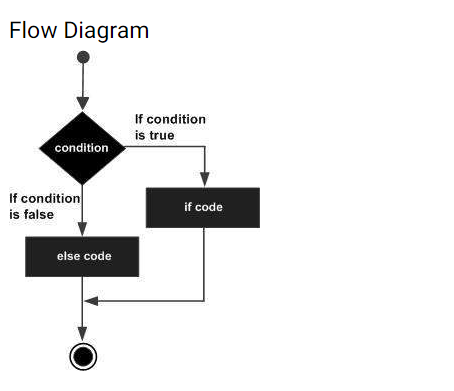 Flow Diagram
If condition
is true
condition
If condition
is false
if code
else code